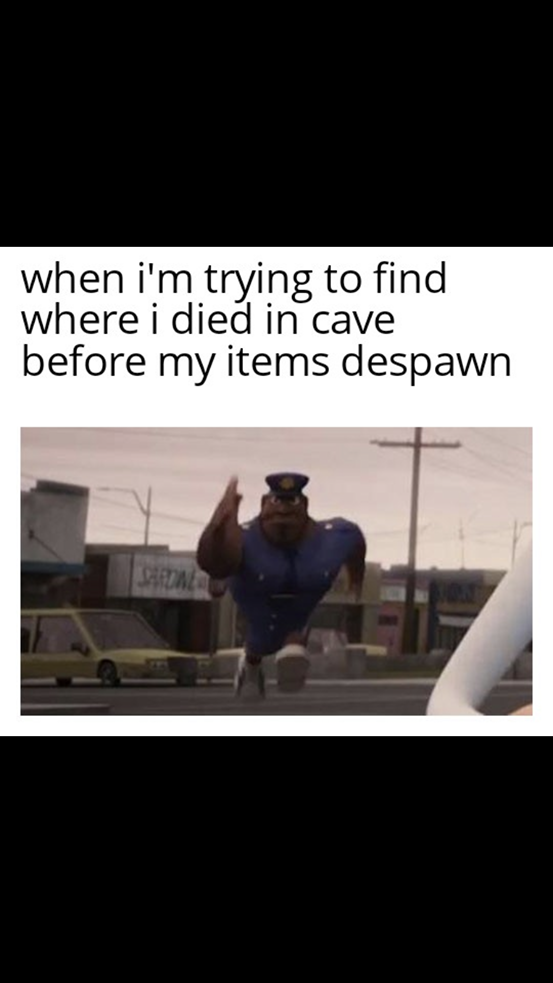 when i'm trying to find
where i died in cave
before my items despawn